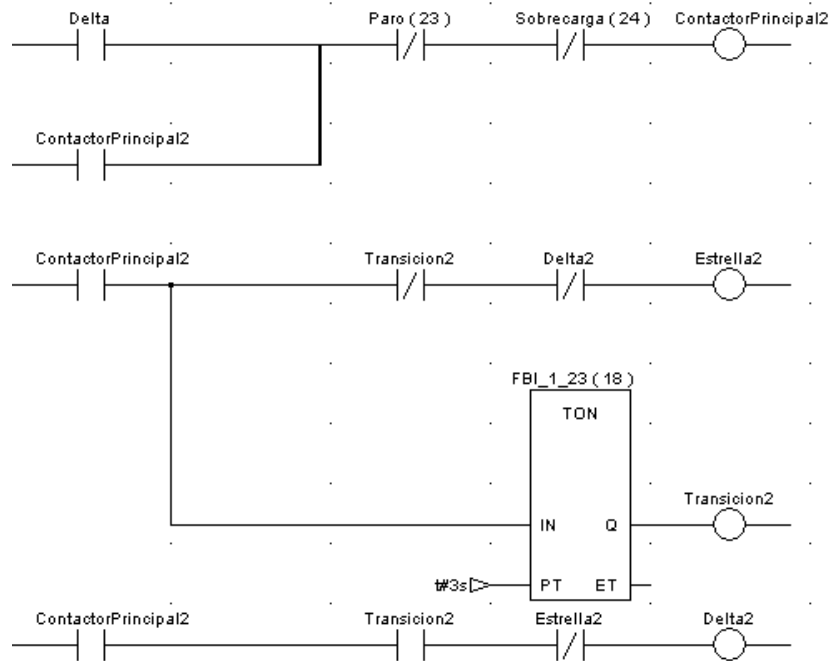 Delta Paro ( 23 ) Sobrecarga ( 24 ) ContactorPrincipal2
ContactorPrincipal2
ContactorPrincipal2 Transicion2 Delta2 Estrella2
FBI_1_23 ( 18 )
TON
Transicion2
IN Q
t#3s PT ET
ContactorPrincipal2 Transicion2 Estrella2 Delta2